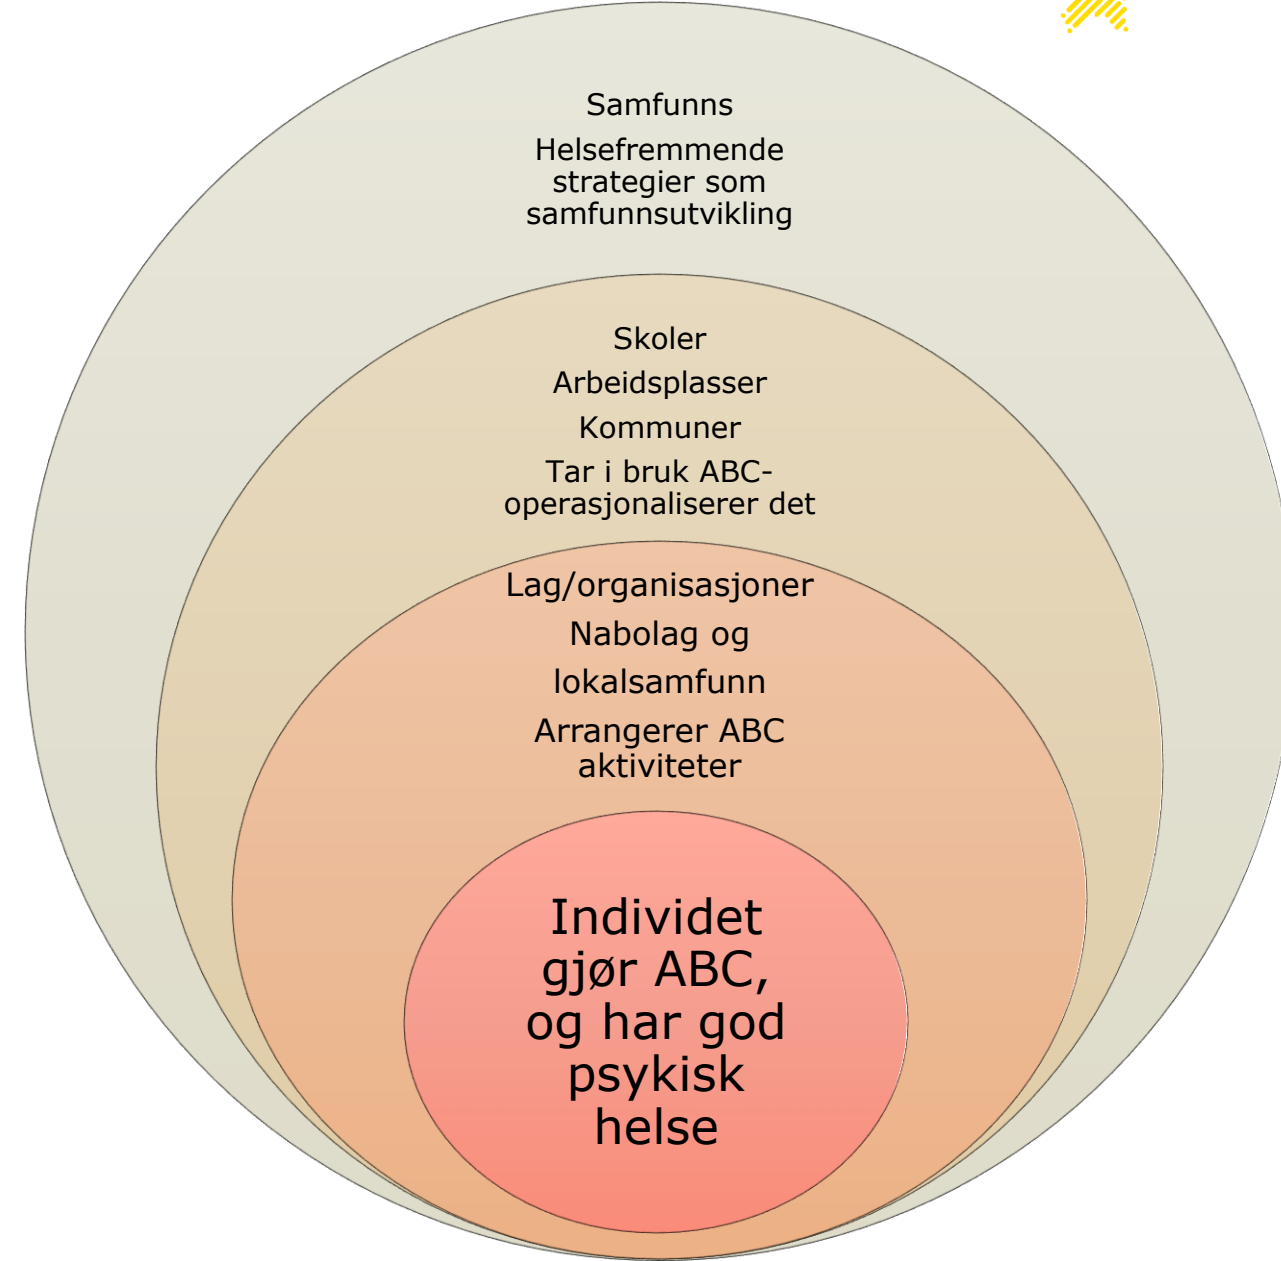 Samfunns
Helsefremmende
strategier som
samfunnsutvikling
Skoler
Arbeidsplasser
Kommuner
Tar i bruk ABC-
operasjonaliserer det
Lag/organisasjoner
Nabolag og
lokalsamfunn
Arrangerer ABC
aktiviteter
Individet
gjør ABC,
og har god
psykisk
helse